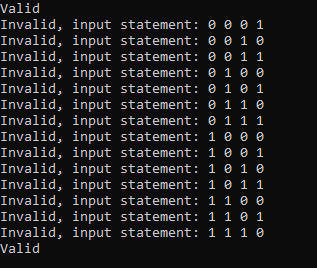 Valid
Invalid, input statement: 0 0 0 1
Invalid, input statement: 0 0 1 0
Invalid, input statement: 0 0 1 1
Invalid, input statement: 0 1 0 0
Invalid, input statement: 0 1 0 1
Invalid, input statement: 0 1 1 0
Invalid, input statement: 0 1 1 1
Invalid, input statement: 1 0 0 0
Invalid, input statement: 1 0 0 1
Invalid, input statement: 1 0 1 0
Invalid, input statement: 1 0 1 1
Invalid, input statement: 1 1 0 0
Invalid, input statement: 1 1 0 1
Invalid, input statement: 1 1 1 0
Valid